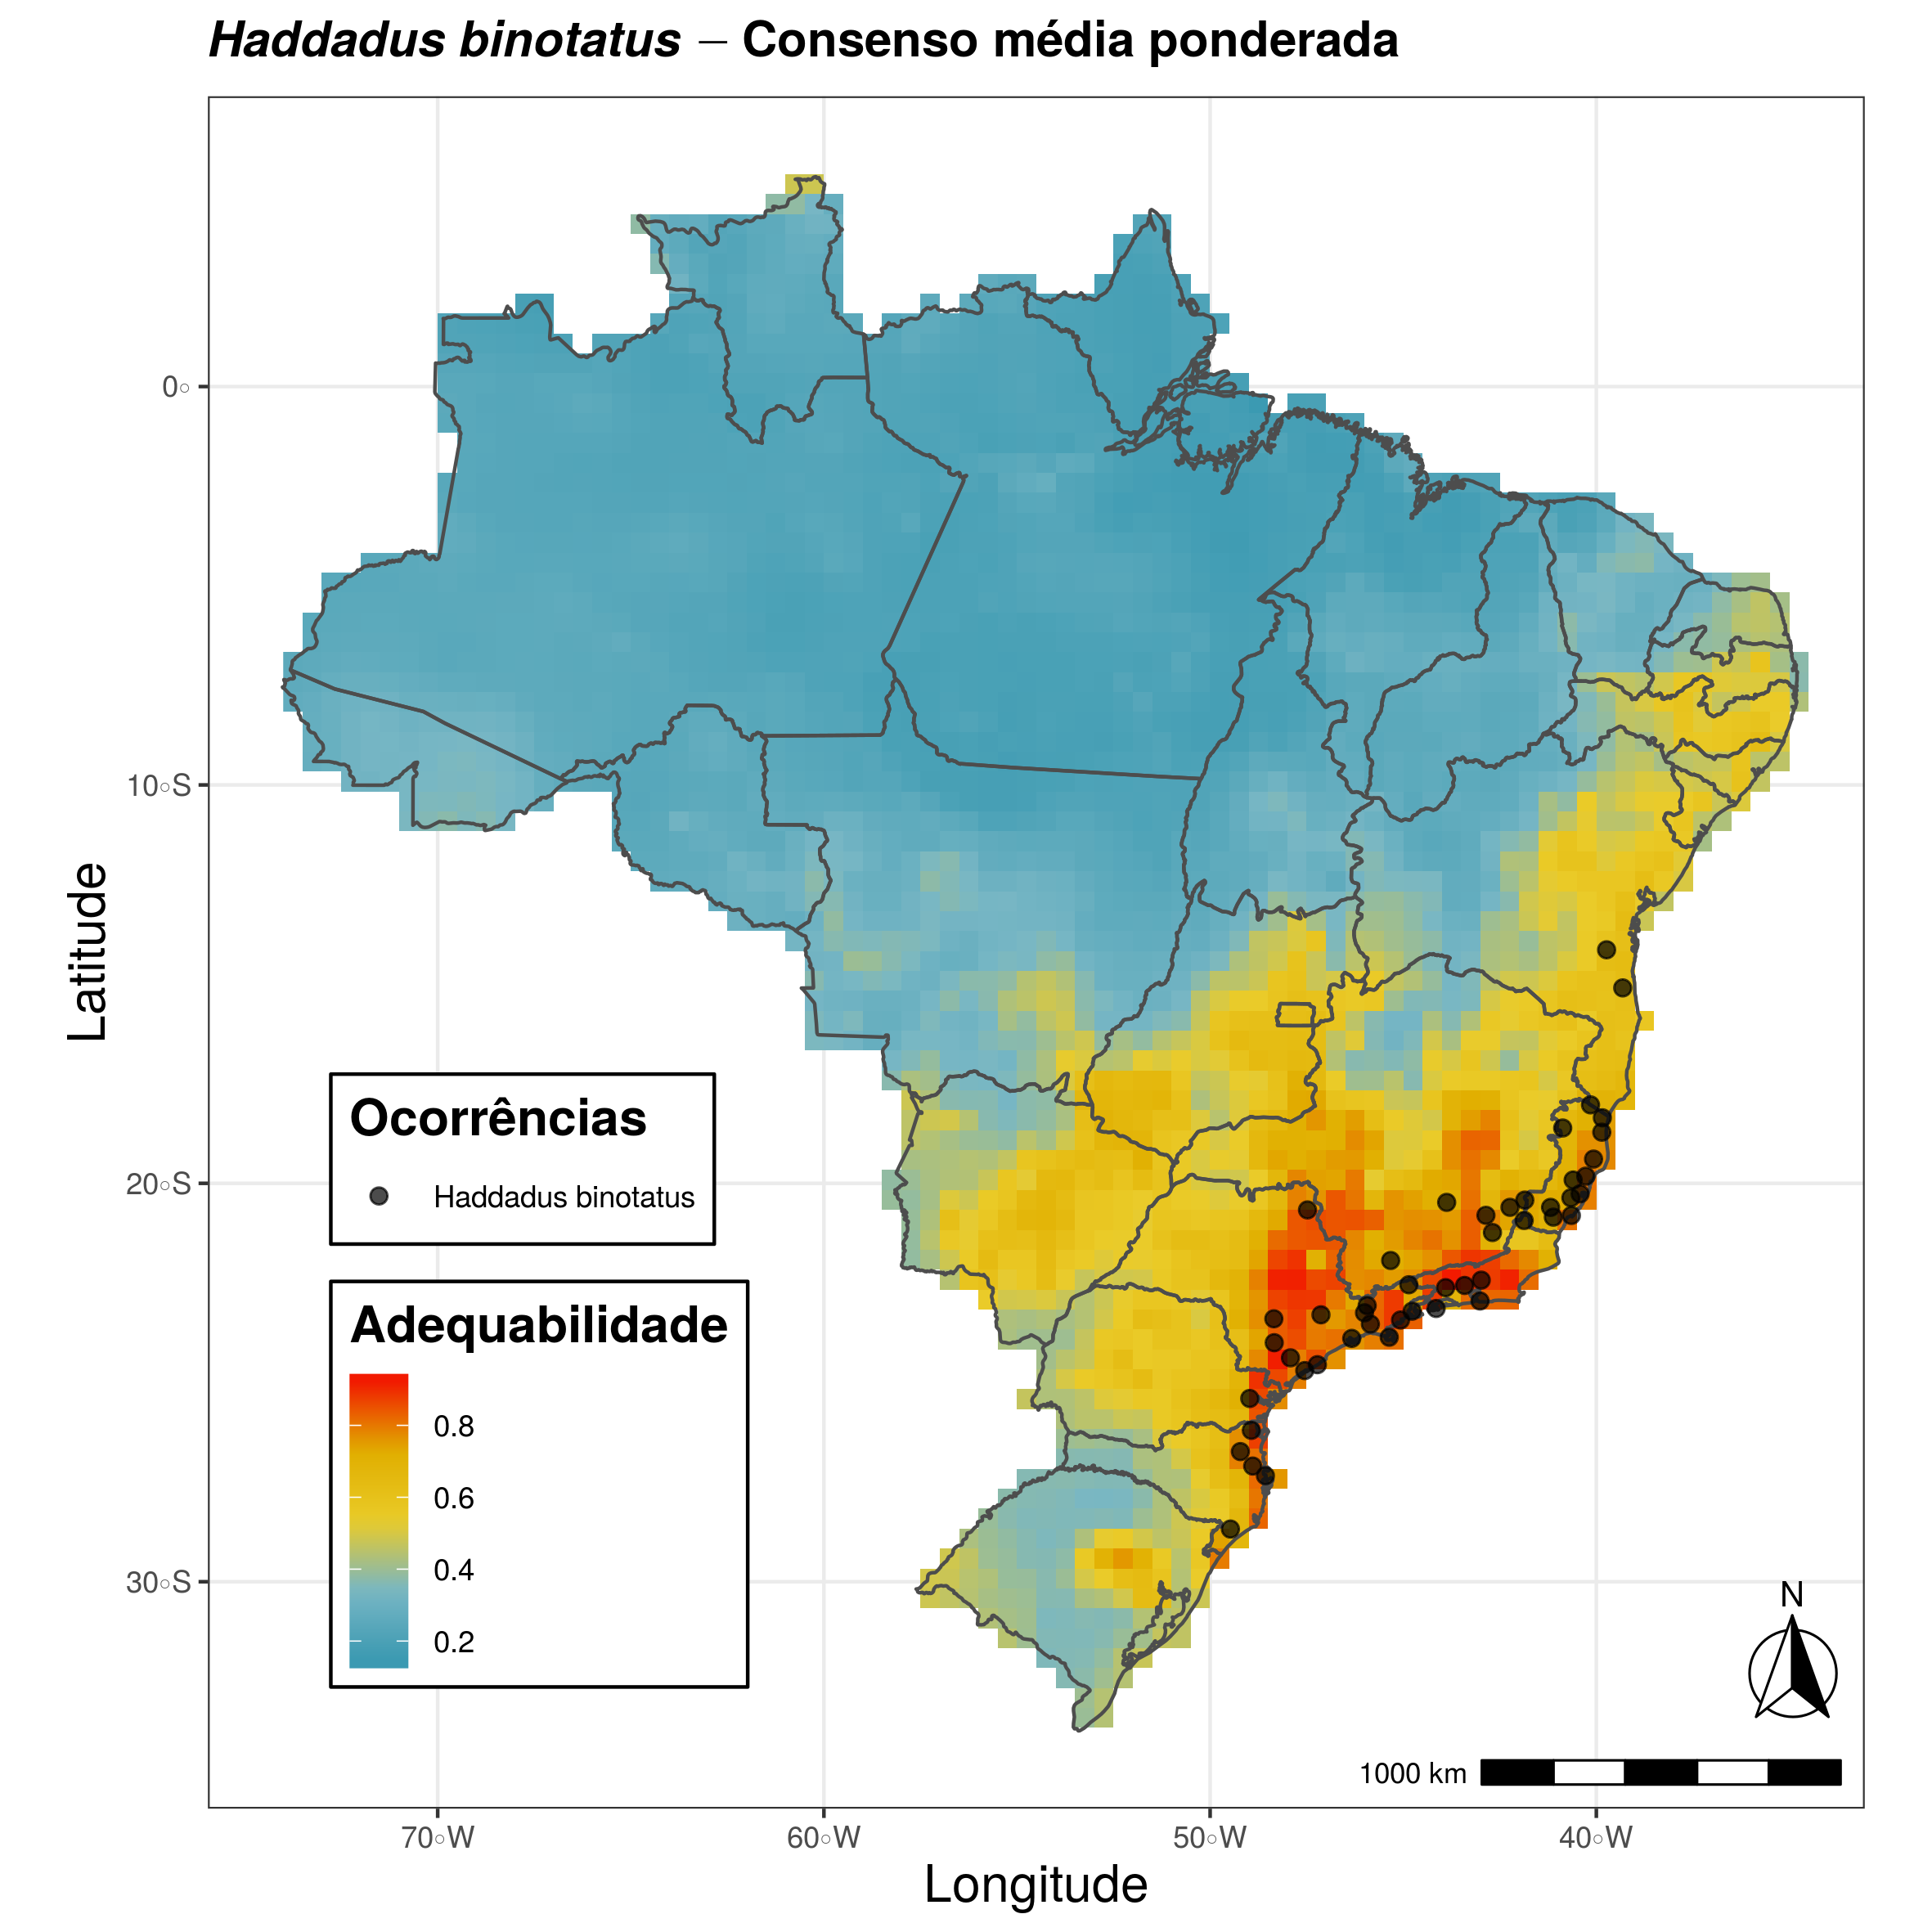 Haddadus binotatus – Consenso média ponderada
0°
10°S
20°S
30°S
Latitude
Ocorrências
Haddadus binotatus
Adequabilidade
0.8
0.6
0.4
0.2
N
1000 km
70°W 60°W 50°W 40°W
Longitude